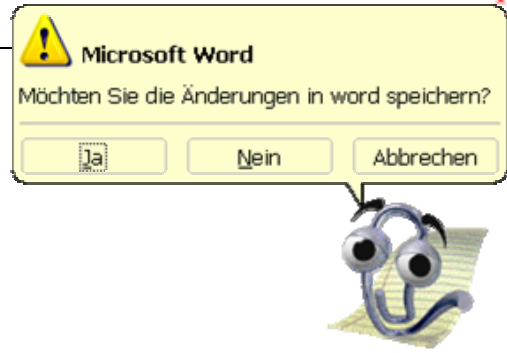 Microsoft Word
Möchten Sie die Änderungen in word speichern?
Ja
Nein
Abbrechen